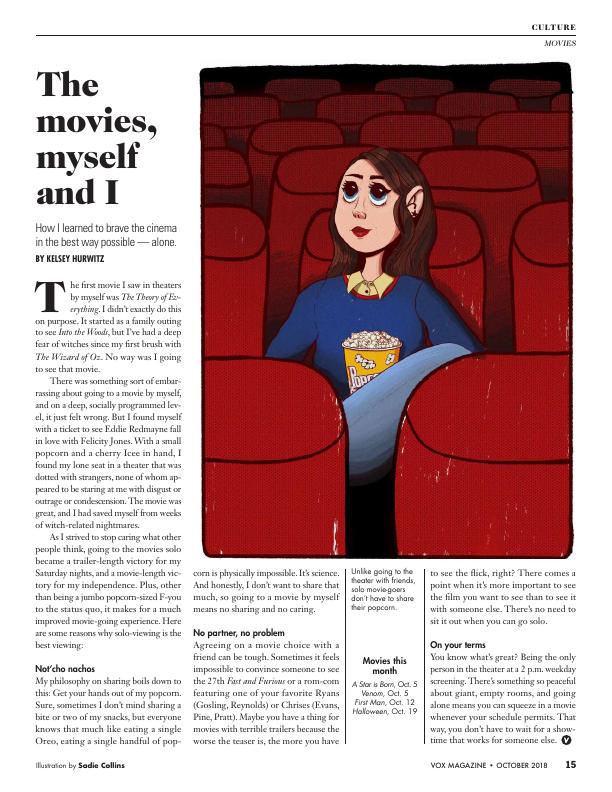 CULTURE
MOVIES
The
movies,
myself
and I
How I learned to brave the cinema
in the best way possible — alone.
BY KELSEY HURWITZ
The first movie I saw in theaters
by myself was The Theory of Ev-
erything. I didn't exactly do this
on purpose. It started as a family outing
to see Into the Woods, but I've had a deep
fear of witches since my first brush with
The Wizard of Oz. No way was I going
to see that movie.
There was something sort of embar-
rassing about going to a movie by myself,
and on a deep, socially programmed lev-
el, it just felt wrong. But I found myself
with a ticket to see Eddie Redmayne fall
in love with Felicity Jones. With a small
popcorn and a cherry Icee in hand, I
found my lone seat in a theater that was
dotted with strangers, none of whom ap-
peared to be staring at me with disgust or
outrage or condescension. The movie was
great, and I had saved myself from weeks
of witch-related nightmares.
As I strived to stop caring what other
people think, going to the movies solo
became a trailer-length victory for my
Saturday nights, and a movie-length vic-
tory for my independence. Plus, other
than being a jumbo popcorn-sized F-you
to the status quo, it makes for a much
improved movie-going experience. Here
are some reasons why solo-viewing is the
best viewing:
Not'cho nachos
My philosophy on sharing boils down to
this: Get your hands out of my popcorn.
Sure, sometimes I don't mind sharing a
bite or two of my snacks, but everyone
knows that much like eating a single
Oreo, eating a single handful of pop-
corn is physically impossible. It's science.
And honestly, I don't want to share that
much, so going to a movie by myself
means no sharing and no caring.
No partner, no problem
Agreeing on a movie choice with a
friend can be tough. Sometimes it feels
impossible to convince someone to see
the 27th Fast and Furious or a rom-com
featuring one of your favorite Ryans
(Gosling, Reynolds) or Chrises (Evans,
Pine, Pratt). Maybe you have a thing for
movies with terrible trailers because the
worse the teaser is, the more you have
Unlike going to the
theater with friends,
solo movie-goers
don't have to share
their popcorn.
Movies this
month
A Star is Born, Oct. 5
Venom, Oct. 5
First Man, Oct. 12
Halloween, Oct. 19
to see the flick, right? There comes a
point when it's more important to see
the film you want to see than to see it
with someone else. There's no need to
sit it out when you can go solo.
On your terms
You know what's great? Being the only
person in the theater at a 2 p.m. weekday
screening. There's something so peaceful
about giant, empty rooms, and going
alone means you can squeeze in a movie
whenever your schedule permits. That
way, you don't have to wait for a show-
time that works for someone else. V
Illustration by Sadie Collins
VOX MAGAZINE • OCTOBER 2018 15